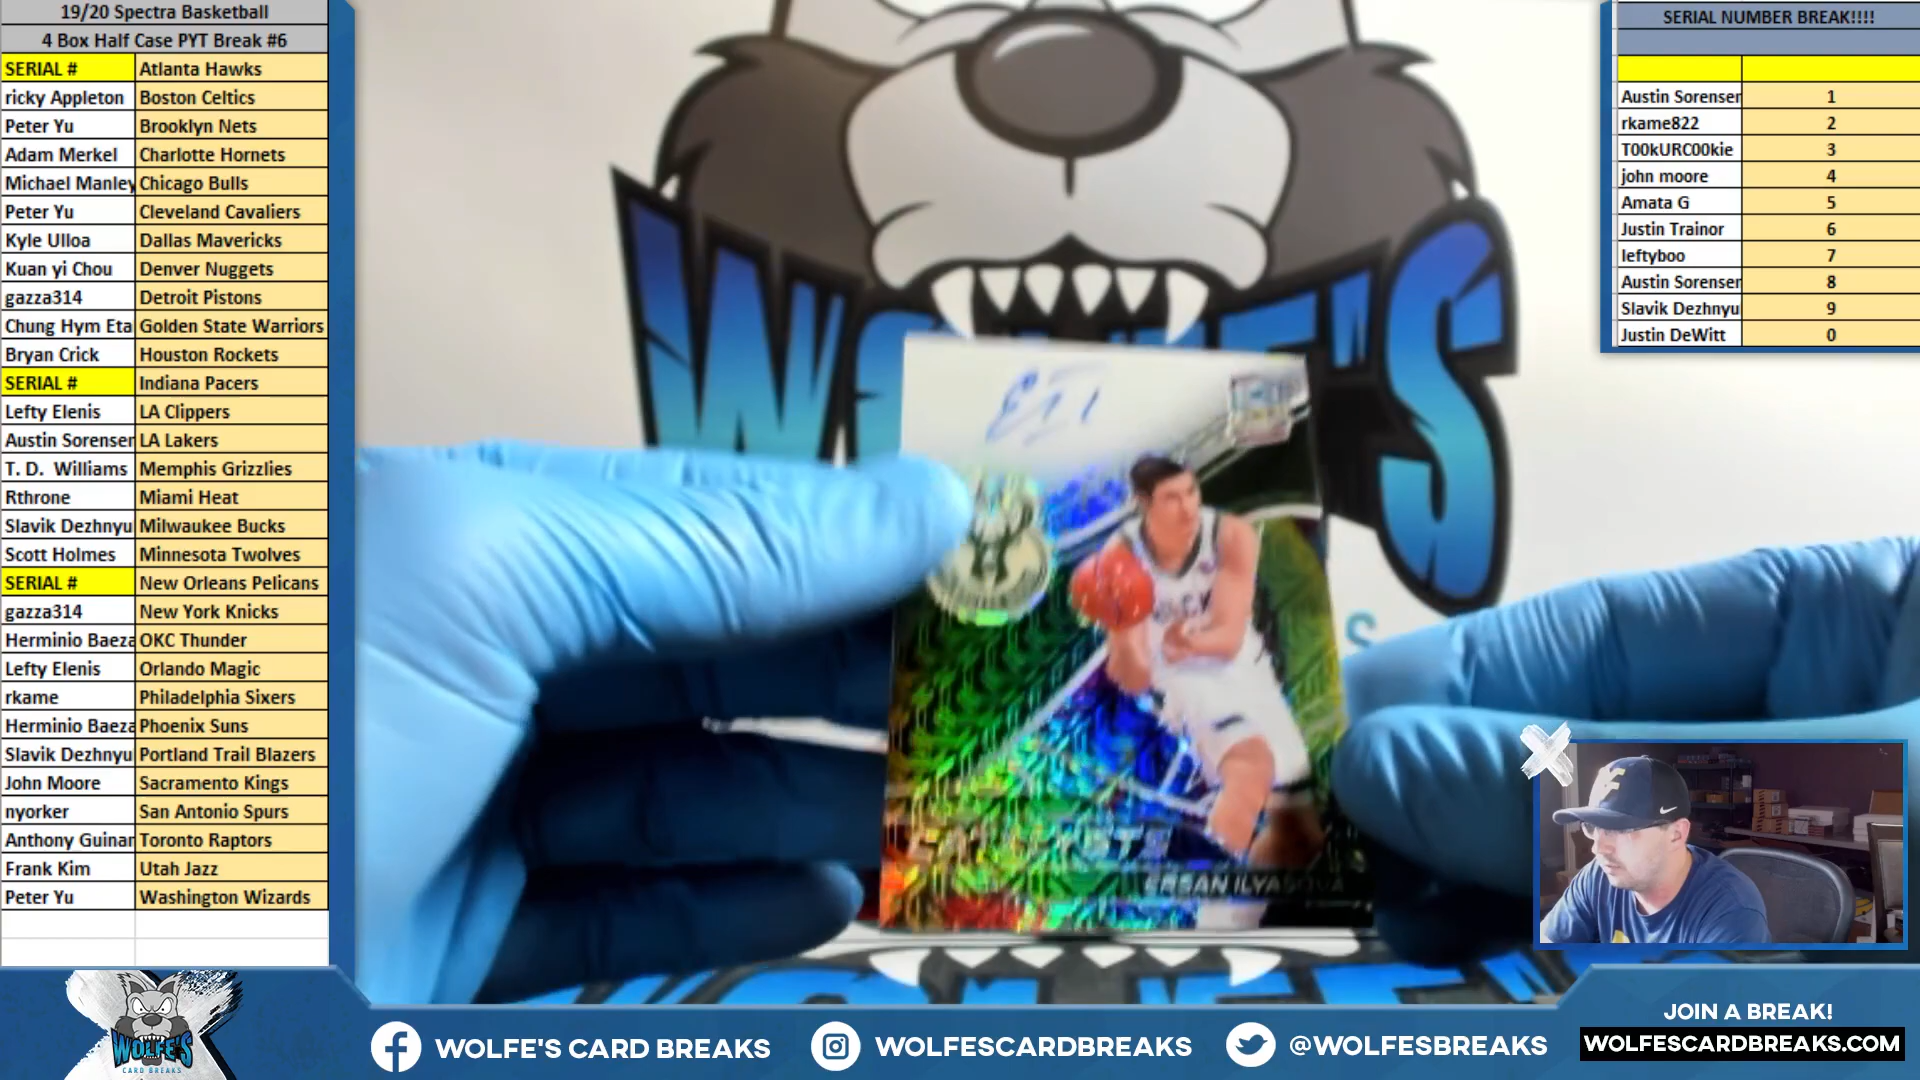 19/20 Spectra Basketball
4 Box Half Case PYT Break #6
SERIAL # Atlanta Hawks
ricky Appleton Boston Celtics
Peter Yu Brooklyn Nets
Adam Merkel Charlotte Hornets
Michael Manley Chicago Bulls
Peter Yu Cleveland Cavaliers
Kyle Ulloa Dallas Mavericks
Kuan yi Chou Denver Nuggets
gazza314 Detroit Pistons
Chung Hym Eta Golden State Warriors
Bryan Crick Houston Rockets
SERIAL # Indiana Pacers
Lefty Elenis LA Clippers
Austin Sorenser LA Lakers
T. D. Williams Memphis Grizzlies
Rthrone Miami Heat
Slavik Dezhnyu Milwaukee Bucks
Scott Holmes Minnesota Twolves
SERIAL # New Orleans Pelicans
gazza314 New York Knicks
Herminio Baeza OKC Thunder
Lefty Elenis Orlando Magic
rkame Philadelphia Sixers
Herminio Baeza Phoenix Suns
Slavik Dezhnyu Portland Trail Blazers
John Moore Sacramento Kings
nyorker San Antonio Spurs
Anthony Guinar Toronto Raptors
Frank Kim Utah Jazz
Peter Yu Washington Wizards
SERIAL NUMBER BREAK!!!!
Austin Sorenser 1
rkame822 2
T00kURC00kie 3
john moore 4
Amata G 5
Justin Trainor 6
leftyboo 7
Austin Sorenser 8
Slavik Dezhnyu 9
Justin DeWitt 0
WOLFE'S
ERSAN ILYASOVA
WOLFE'S
CARD BREAKS
WOLFE'S CARD BREAKS
WOLFESCARDBREAKS
@WOLFESBREAKS
JOIN A BREAK!
WOLFESCARDBREAKS.COM